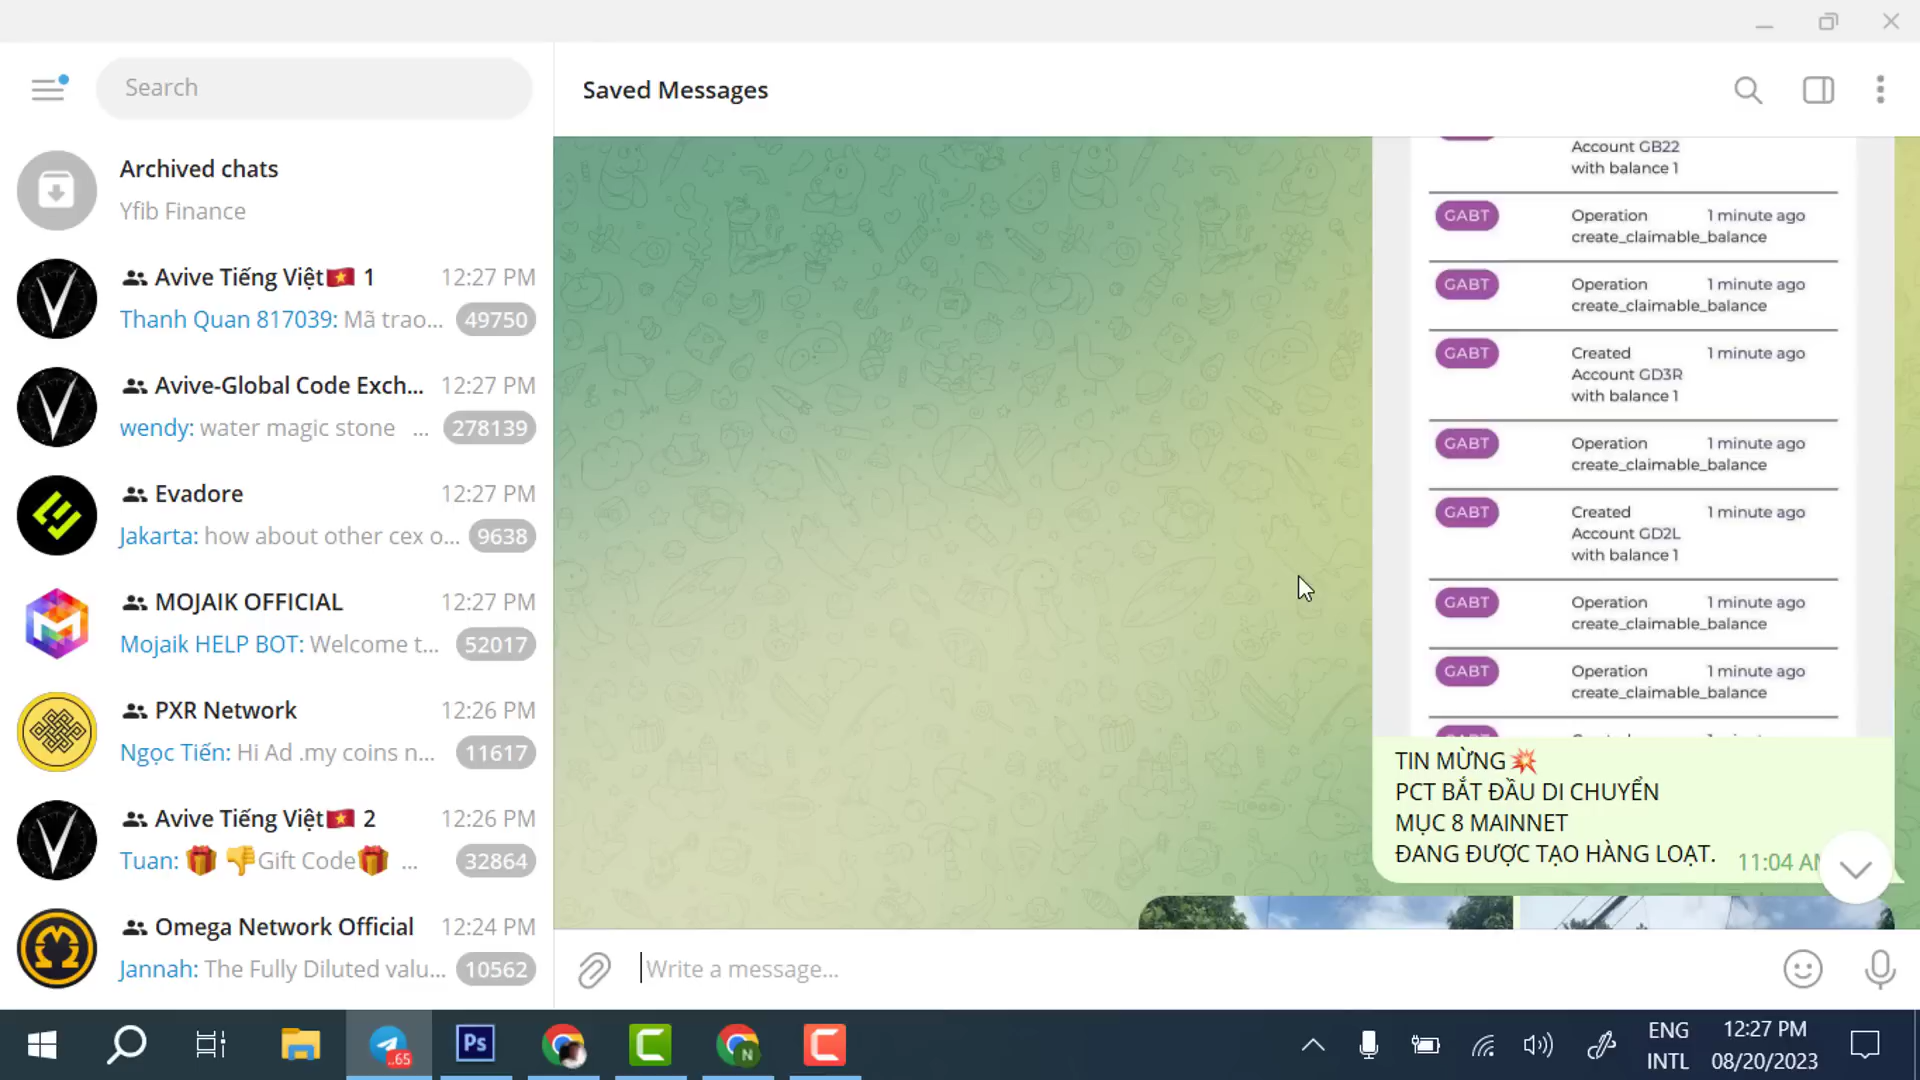 Search
Archived chats
Yfib Finance
Avive Tiếng Việt🇻🇳 1
12:27 PM
Thanh Quan 817039: Mã trao...
49750
Avive-Global Code Exch...
12:27 PM
wendy: water magic stone ...
278139
Evadore
12:27 PM
Jakarta: how about other cex o...
9638
MOJAIK OFFICIAL
12:27 PM
Mojaik HELP BOT: Welcome t...
52017
PXR Network
12:26 PM
Ngọc Tiến: Hi Ad .my coins n...
11617
Avive Tiếng Việt🇻🇳 2
12:26 PM
Tuan: 🎁 👎Gift Code🎁 ...
32864
Omega Network Official
12:24 PM
Jannah: The Fully Diluted valu...
10562
Saved Messages
Account GB22
with balance 1
GABT Operation 1 minute ago
create_claimable_balance
GABT Operation 1 minute ago
create_claimable_balance
GABT Created 1 minute ago
Account GD3R
with balance 1
GABT Operation 1 minute ago
create_claimable_balance
GABT Created 1 minute ago
Account GD2L
with balance 1
GABT Operation 1 minute ago
create_claimable_balance
GABT Operation 1 minute ago
create_claimable_balance
TIN MỪNG💥
PCT BẮT ĐẦU DI CHUYỂN
MỤC 8 MAINNET
ĐANG ĐƯỢC TẠO HÀNG LOẠT.
11:04 AM
Write a message...
..65
Ps
N
ENG
INTL
12:27 PM
08/20/2023